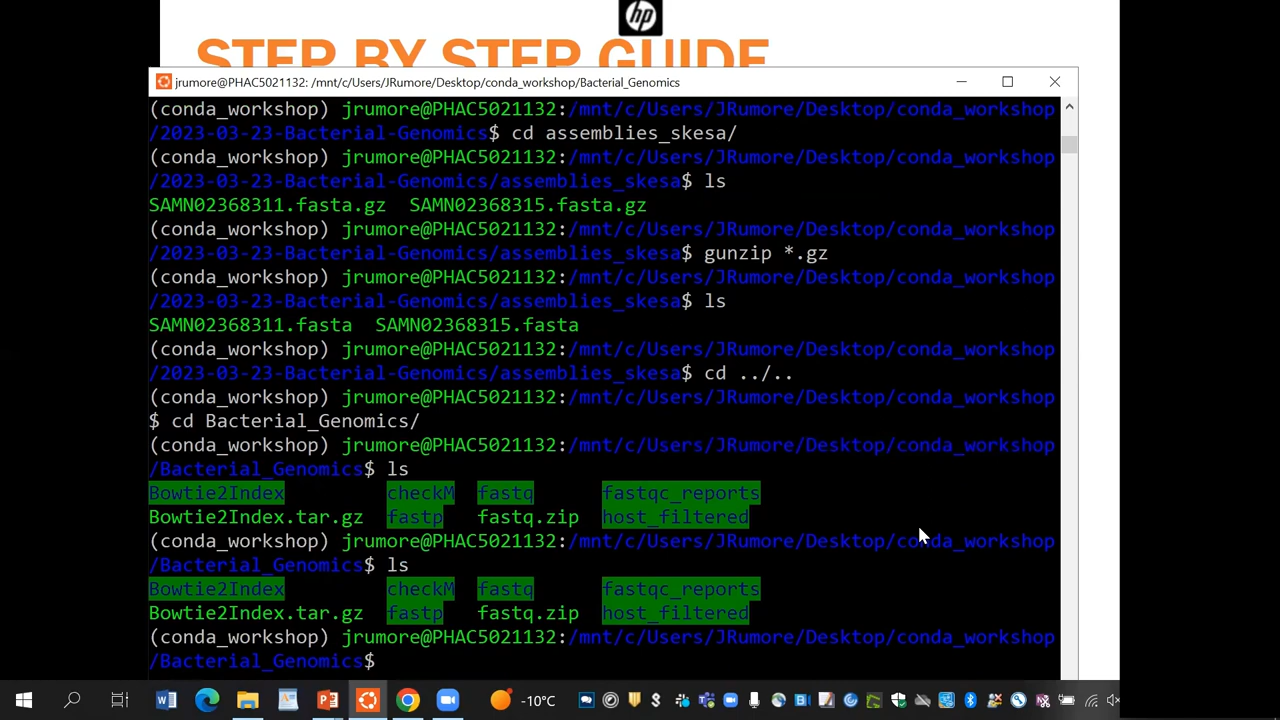 hp
STEP BY STEP GUIDE
jrumore@PHAC5021132: /mnt/c/Users/JRumore/Desktop/conda_workshop/Bacterial_Genomics
(conda_workshop) jrumore@PHAC5021132:/mnt/c/Users/JRumore/Desktop/conda_workshop
/2023-03-23-Bacterial-Genomics$ cd assemblies_skesa/
(conda_workshop) jrumore@PHAC5021132:/mnt/c/Users/JRumore/Desktop/conda_workshop
/2023-03-23-Bacterial-Genomics/assemblies_skesa$ ls
SAMN02368311.fasta.gz  SAMN02368315.fasta.gz
(conda_workshop) jrumore@PHAC5021132:/mnt/c/Users/JRumore/Desktop/conda_workshop
/2023-03-23-Bacterial-Genomics/assemblies_skesa$ gunzip *.gz
(conda_workshop) jrumore@PHAC5021132:/mnt/c/Users/JRumore/Desktop/conda_workshop
/2023-03-23-Bacterial-Genomics/assemblies_skesa$ ls
SAMN02368311.fasta  SAMN02368315.fasta
(conda_workshop) jrumore@PHAC5021132:/mnt/c/Users/JRumore/Desktop/conda_workshop
/2023-03-23-Bacterial-Genomics/assemblies_skesa$ cd ../..
(conda_workshop) jrumore@PHAC5021132:/mnt/c/Users/JRumore/Desktop/conda_workshop
$ cd Bacterial_Genomics/
(conda_workshop) jrumore@PHAC5021132:/mnt/c/Users/JRumore/Desktop/conda_workshop
/Bacterial_Genomics$ ls
Bowtie2Index  checkM  fastq  fastqc_reports
Bowtie2Index.tar.gz  fastp  fastq.zip  host_filtered
(conda_workshop) jrumore@PHAC5021132:/mnt/c/Users/JRumore/Desktop/conda_workshop
/Bacterial_Genomics$ ls
Bowtie2Index  checkM  fastq  fastqc_reports
Bowtie2Index.tar.gz  fastp  fastq.zip  host_filtered
(conda_workshop) jrumore@PHAC5021132:/mnt/c/Users/JRumore/Desktop/conda_workshop
/Bacterial_Genomics$
-10°C